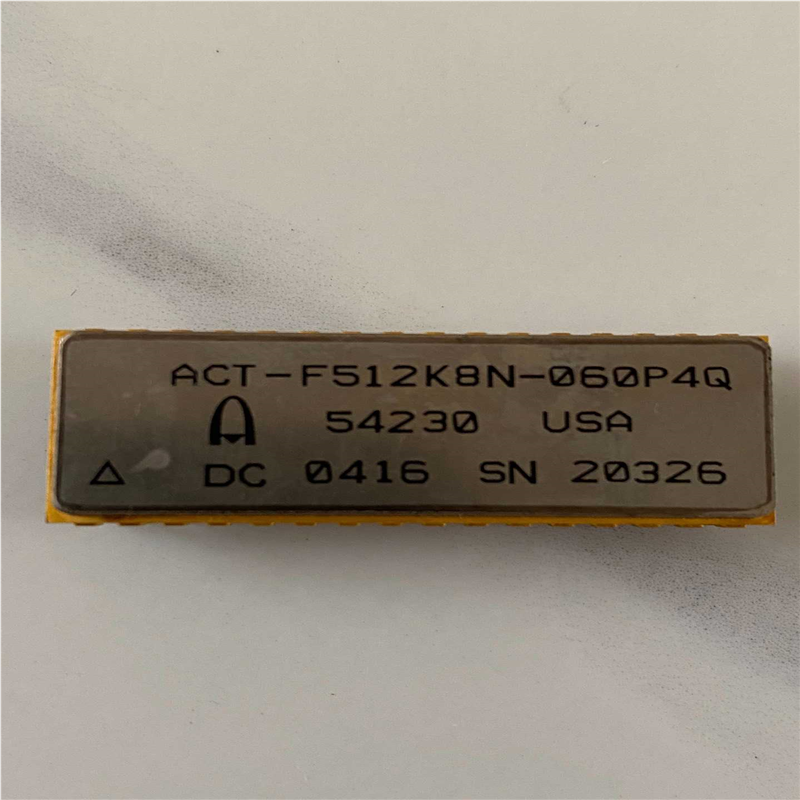 ACT-F512K8N-060P4Q
54230 USA
DC 0416 SN 20326